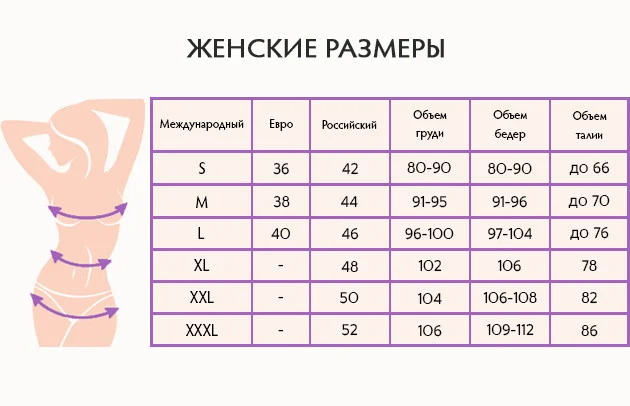 ЖЕНСКИЕ РАЗМЕРЫ
Международный Евро Российский Объем груди Объем бедер Объем талии
S 36 42 80-90 80-90 до 66
M 38 44 91-95 91-96 до 70
L 40 46 96-100 97-104 до 76
XL - 48 102 106 78
XXL - 50 104 106-108 82
XXXL - 52 106 109-112 86